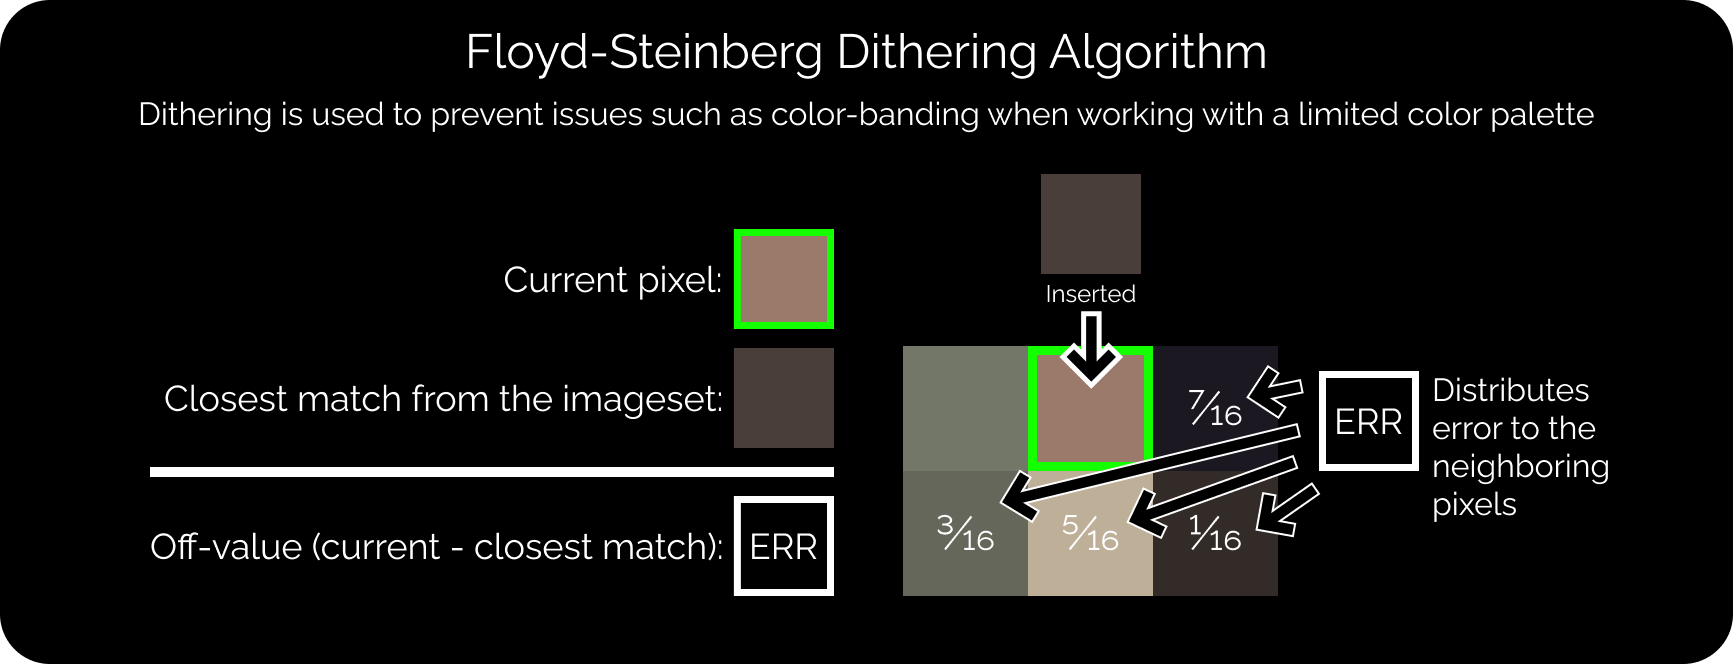 Floyd-Steinberg Dithering Algorithm
Dithering is used to prevent issues such as color-banding when working with a limited color palette
Current pixel:
Closest match from the imageset:
Off-value (current - closest match):
ERR
Inserted
7/16
3/16
5/16
1/16
ERR
Distributes
error to the
neighboring
pixels